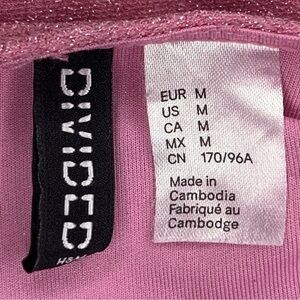 DIVIDED
H&M
EUR M
US M
CA M
MX M
CN 170/96A
Made in
Cambodia
Fabriqué au
Cambodge